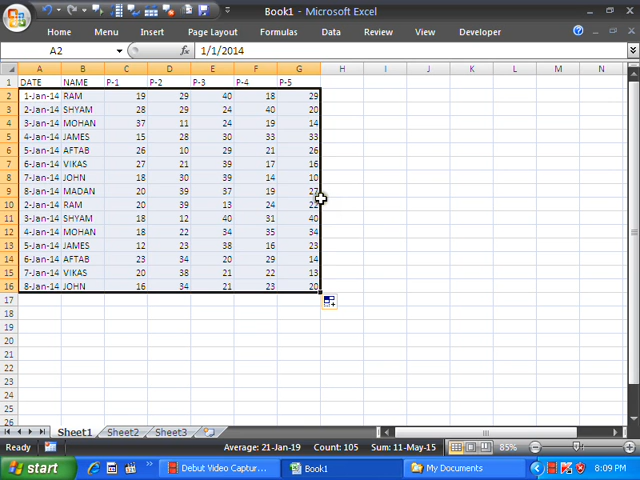 Book1 - Microsoft Excel
Home Menu Insert Page Layout Formulas Data Review View Developer
A2 fx 1/1/2014
A B C D E F G H I J K L M N
1 DATE NAME P-1 P-2 P-3 P-4 P-5
2 1-Jan-14 RAM 19 29 40 18 29
3 2-Jan-14 SHYAM 28 29 24 40 20
4 3-Jan-14 MOHAN 37 11 24 19 14
5 4-Jan-14 JAMES 15 28 30 33 33
6 5-Jan-14 AFTAB 26 10 29 21 26
7 6-Jan-14 VIKAS 27 21 39 17 16
8 7-Jan-14 JOHN 18 30 39 14 10
9 8-Jan-14 MADAN 20 39 37 19 27
10 2-Jan-14 RAM 20 39 13 24 22
11 3-Jan-14 SHYAM 18 12 40 31 40
12 4-Jan-14 MOHAN 18 22 34 35 34
13 5-Jan-14 JAMES 12 23 38 16 23
14 6-Jan-14 AFTAB 23 34 20 29 14
15 7-Jan-14 VIKAS 20 38 21 22 13
16 8-Jan-14 JOHN 16 34 21 23 20
17
18
19
20
21
22
23
24
25
26
Sheet1 Sheet2 Sheet3
Ready Average: 21-Jan-19 Count: 105 Sum: 11-May-15 85%
start Debut Video Captur... Book1 My Documents 8:09 PM